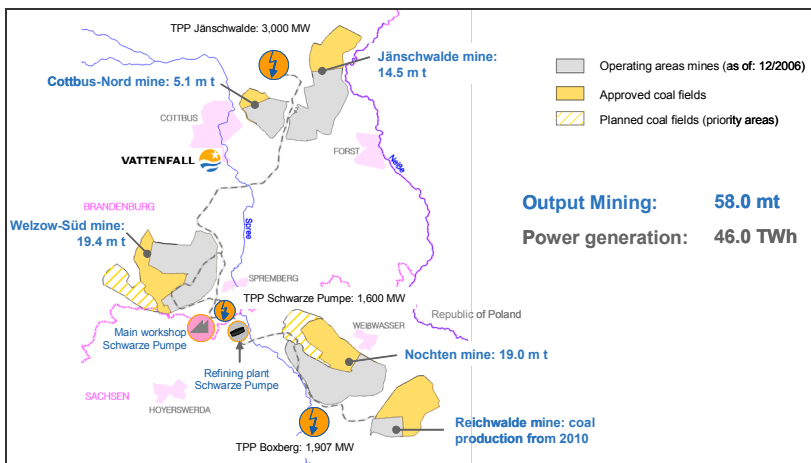 TPP Jänschwalde: 3,000 MW
Jänschwalde mine:
14.5 m t
Cottbus-Nord mine: 5.1 m t
COTTBUS
FORST
Neiße
VATTENFALL
BRANDENBURG
Welzow-Süd mine:
19.4 m t
Spree
SPREMBERG
TPP Schwarze Pumpe: 1,600 MW
Republic of Poland
Main workshop
Schwarze Pumpe
WEIßWASSER
Nochten mine: 19.0 m t
Refining plant
Schwarze Pumpe
SACHSEN
HOYERSWERDA
Reichwalde mine: coal
production from 2010
TPP Boxberg: 1,907 MW
Operating areas mines (as of: 12/2006)
Approved coal fields
Planned coal fields (priority areas)
Output Mining: 58.0 mt
Power generation: 46.0 TWh